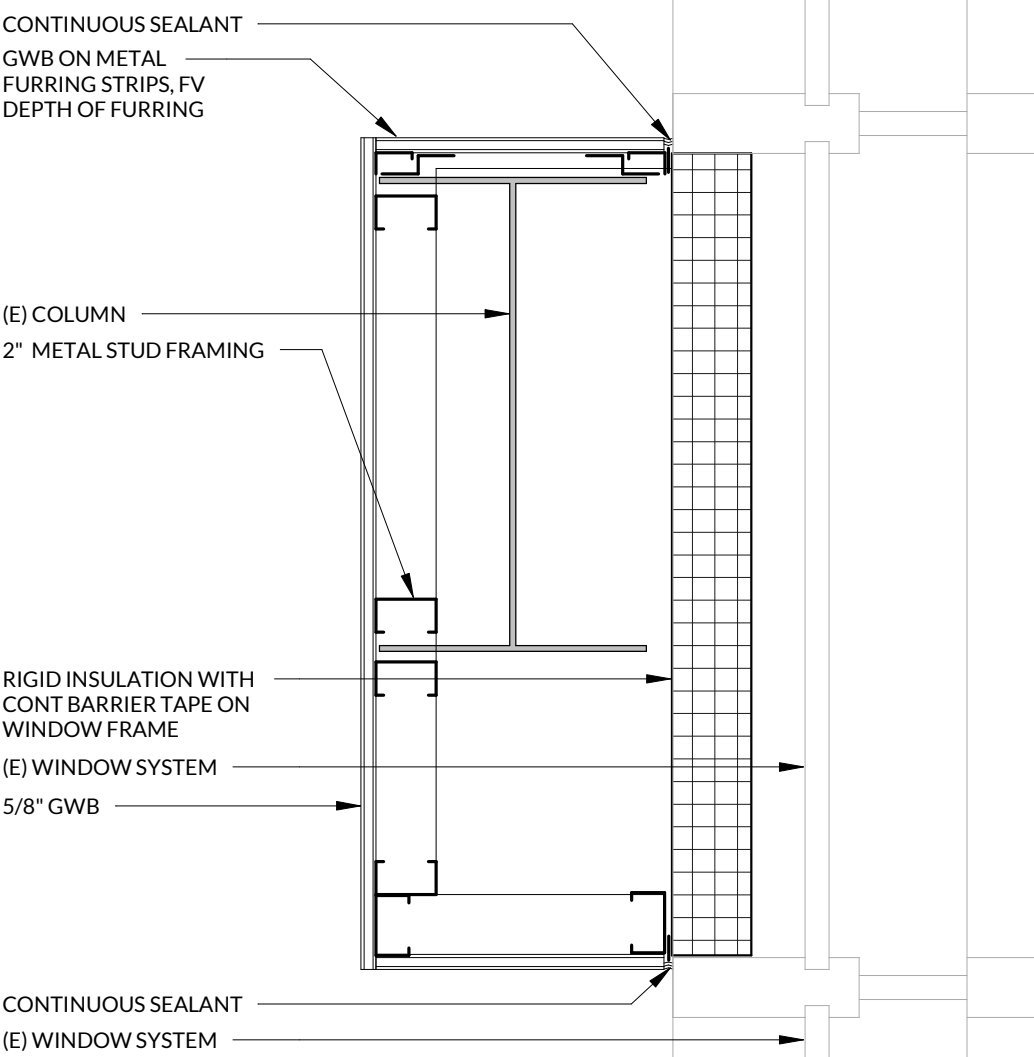 CONTINUOUS SEALANT
GWB ON METAL
FURRING STRIPS, FV
DEPTH OF FURRING
(E) COLUMN
2" METAL STUD FRAMING
RIGID INSULATION WITH
CONT BARRIER TAPE ON
WINDOW FRAME
(E) WINDOW SYSTEM
5/8" GWB
CONTINUOUS SEALANT
(E) WINDOW SYSTEM